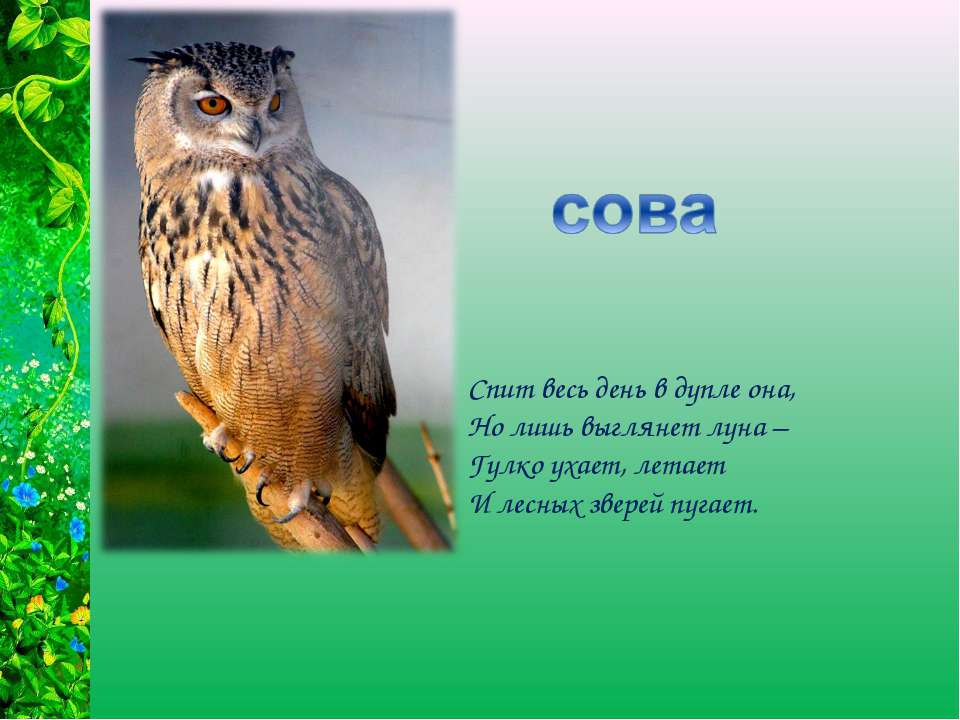 сова
Спит весь день в дупле она,
Но лишь выглянет луна –
Гулко ухает, летает
И лесных зверей пугает.